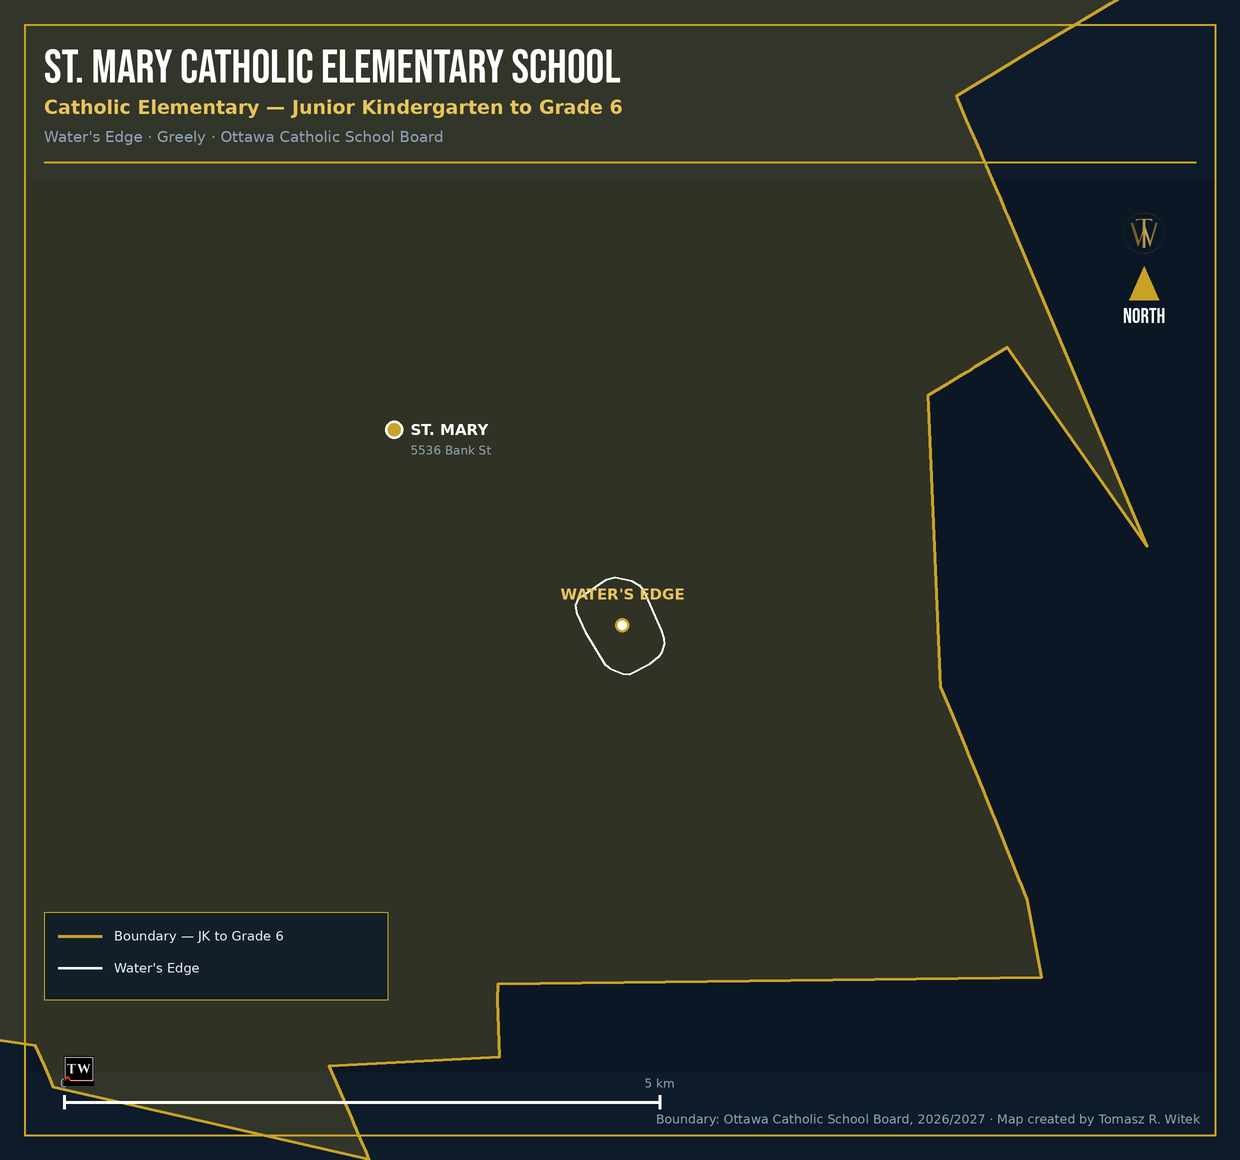 ST. MARY CATHOLIC ELEMENTARY SCHOOL
Catholic Elementary — Junior Kindergarten to Grade 6
Water's Edge · Greely · Ottawa Catholic School Board
TW
NORTH
ST. MARY
5536 Bank St
WATER'S EDGE
Boundary — JK to Grade 6
Water's Edge
TW
0
5 km
Boundary: Ottawa Catholic School Board, 2026/2027 · Map created by Tomasz R. Witek